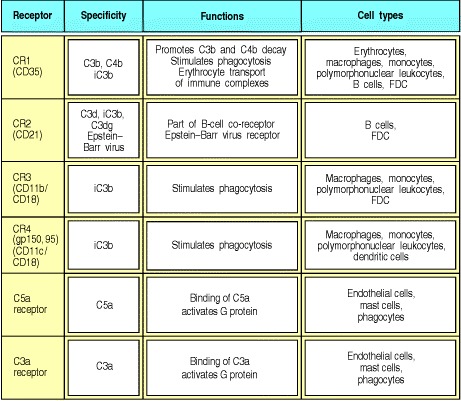 Receptor
Specificity
Functions
Cell types
CR1
(CD35)
C3b, C4b
iC3b
Promotes C3b and C4b decay
Stimulates phagocytosis
Erythrocyte transport
of immune complexes
Erythrocytes,
macrophages, monocytes,
polymorphonuclear leukocytes,
B cells, FDC
CR2
(CD21)
C3d, iC3b,
C3dg
Epstein–
Barr virus
Part of B-cell co-receptor
Epstein–Barr virus receptor
B cells,
FDC
CR3
(CD11b/
CD18)
iC3b
Stimulates phagocytosis
Macrophages, monocytes,
polymorphonuclear leukocytes,
FDC
CR4
(gp150, 95)
(CD11c/
CD18)
iC3b
Stimulates phagocytosis
Macrophages, monocytes,
polymorphonuclear leukocytes,
dendritic cells
C5a
receptor
C5a
Binding of C5a
activates G protein
Endothelial cells,
mast cells,
phagocytes
C3a
receptor
C3a
Binding of C3a
activates G protein
Endothelial cells,
mast cells,
phagocytes